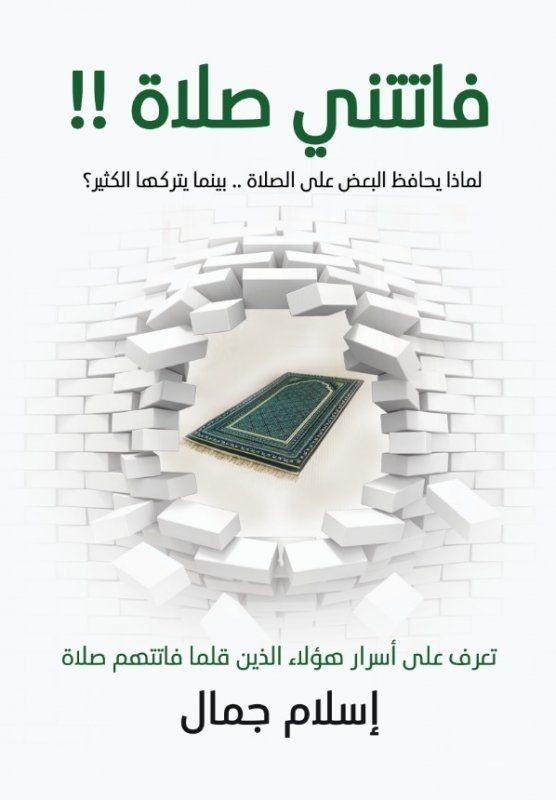 فاتتني صلاة !!
لماذا يحافظ البعض على الصلاة .. بينما يتركها الكثير؟
تعرف على أسرار هؤلاء الذين قلما فاتتهم صلاة
إسلام جمال